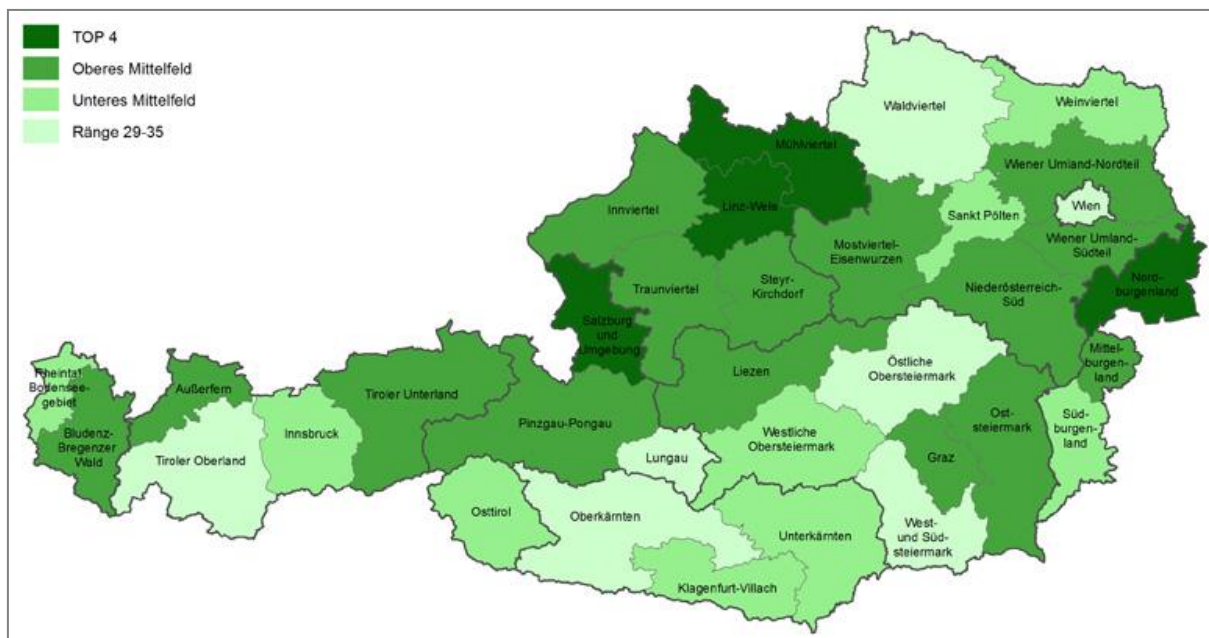 TOP 4
Oberes Mittelfeld
Unteres Mittelfeld
Ränge 29-35
Waldviertel
Weinviertel
Mühlviertel
Wiener Umland-Nordteil
Innviertel
Linz-Wels
Sankt Pölten
Wien
Mostviertel-
Eisenwurzen
Wiener Umland-
Südteil
Nord-
burgenland
Traunviertel
Steyr-
Kirchdorf
Niederösterreich-
Süd
Salzburg
und
Umgebung
Mittel-
burgen-
land
Rheintal
Bodensee-
gebiet
Außerfern
Tiroler Unterland
Liezen
Östliche
Obersteiermark
Bludenz-
Bregenzer
Wald
Innsbruck
Pinzgau-Pongau
Westliche
Obersteiermark
Ost-
steiermark
Süd-
burgen-
land
Tiroler Oberland
Lungau
Graz
Osttirol
Oberkärnten
Unterkärnten
West-
und Süd-
steiermark
Klagenfurt-Villach